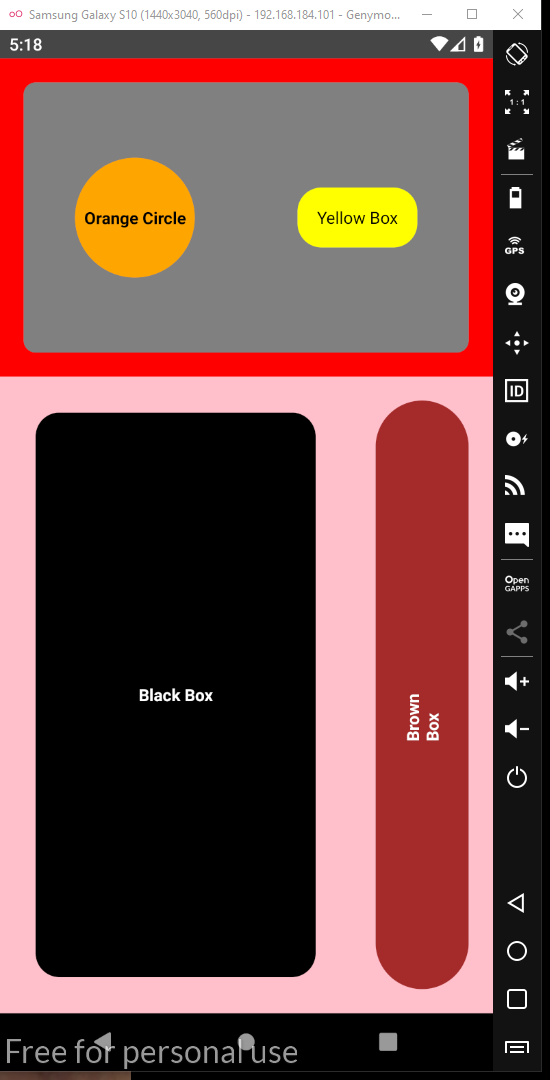 Samsung Galaxy S10 (1440x3040, 560dpi) - 192.168.184.101 - Genymo...
5:18
1:1
Orange Circle
Yellow Box
GPS
ID
Open
GAPPS
Black Box
Brown
Box
Free for personal use